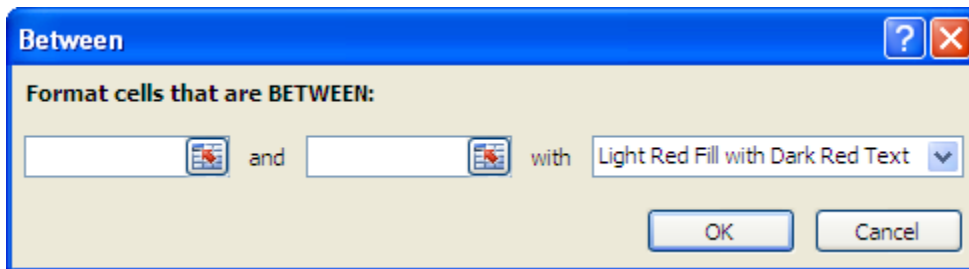 Between
Format cells that are BETWEEN:
and with Light Red Fill with Dark Red Text
OK Cancel